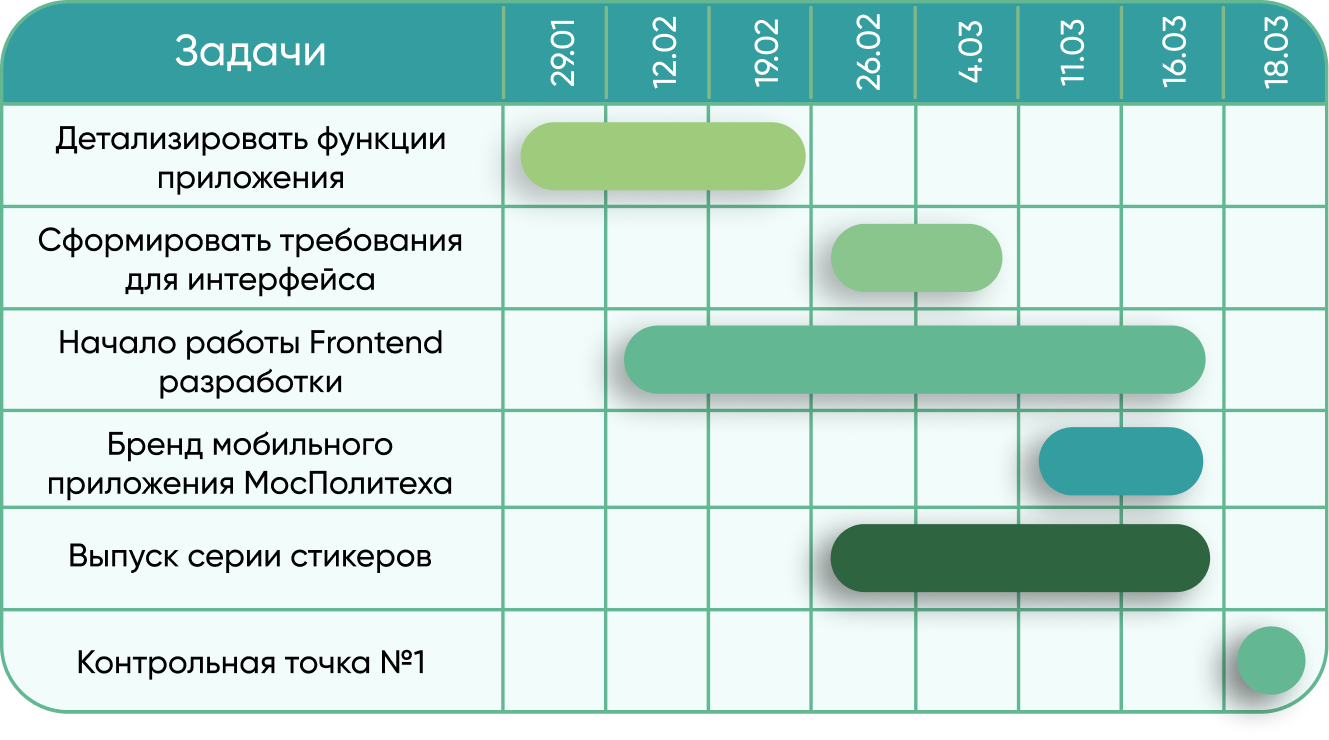 Задачи
29.01
12.02
19.02
26.02
4.03
11.03
16.03
18.03
Детализировать функции
приложения
Сформировать требования
для интерфейса
Начало работы Frontend
разработки
Бренд мобильного
приложения МосПолитеха
Выпуск серии стикеров
Контрольная точка №1